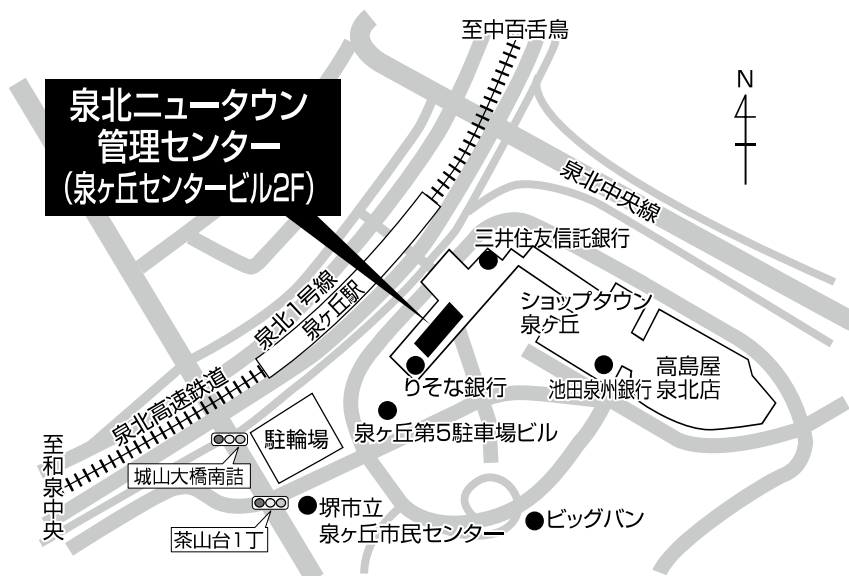 至中百舌鳥
N
泉北ニュータウン
管理センター
(泉ヶ丘センタービル2F)
泉北中央線
三井住友信託銀行
泉北1号線
泉ヶ丘駅
ショップタウン
泉ヶ丘
高島屋
泉北店
池田泉州銀行
りそな銀行
泉北高速鉄道
泉ヶ丘第5駐車場ビル
駐輪場
至和泉中央
城山大橋南詰
堺市立
泉ヶ丘市民センター
ビッグバン
茶山台1丁